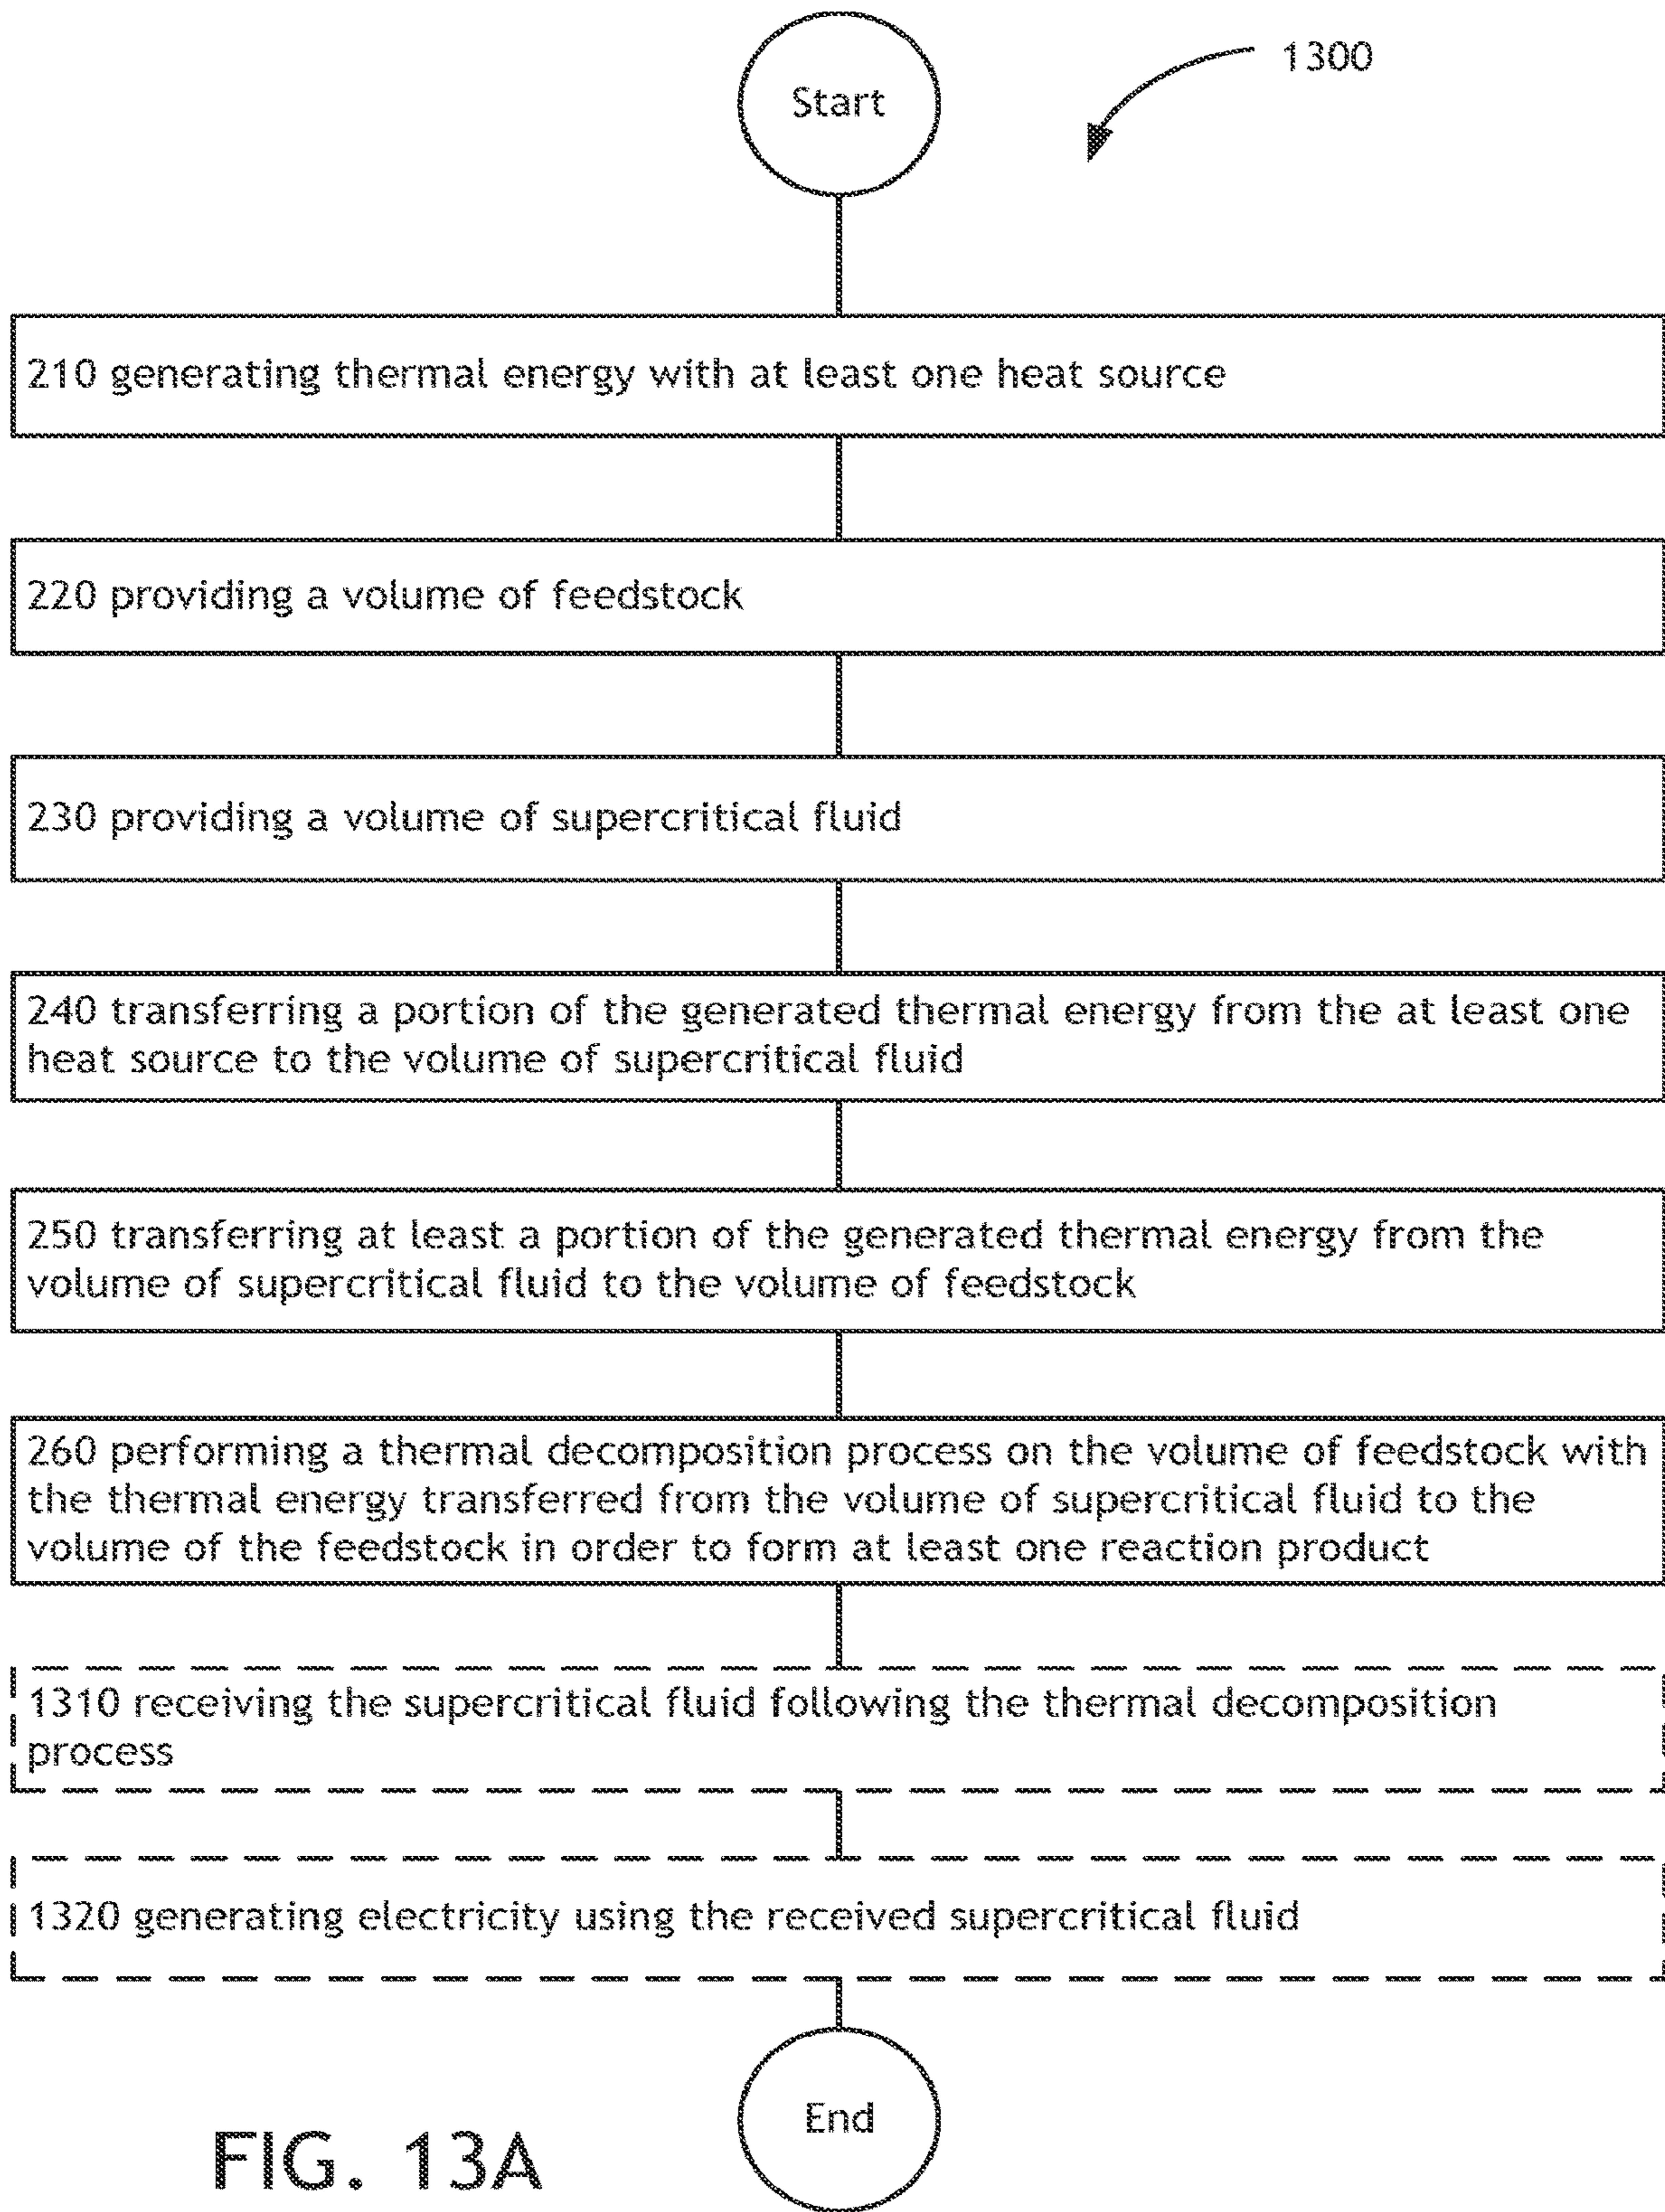 Start
1300
210 generating thermal energy with at least one heat source
220 providing a volume of feedstock
230 providing a volume of supercritical fluid
240 transferring a portion of the generated thermal energy from the at least one
heat source to the volume of supercritical fluid
250 transferring at least a portion of the generated thermal energy from the
volume of supercritical fluid to the volume of feedstock
260 performing a thermal decomposition process on the volume of feedstock with
the thermal energy transferred from the volume of supercritical fluid to the
volume of the feedstock in order to form at least one reaction product
1310 receiving the supercritical fluid following the thermal decomposition
process
1320 generating electricity using the received supercritical fluid
End
FIG. 13A